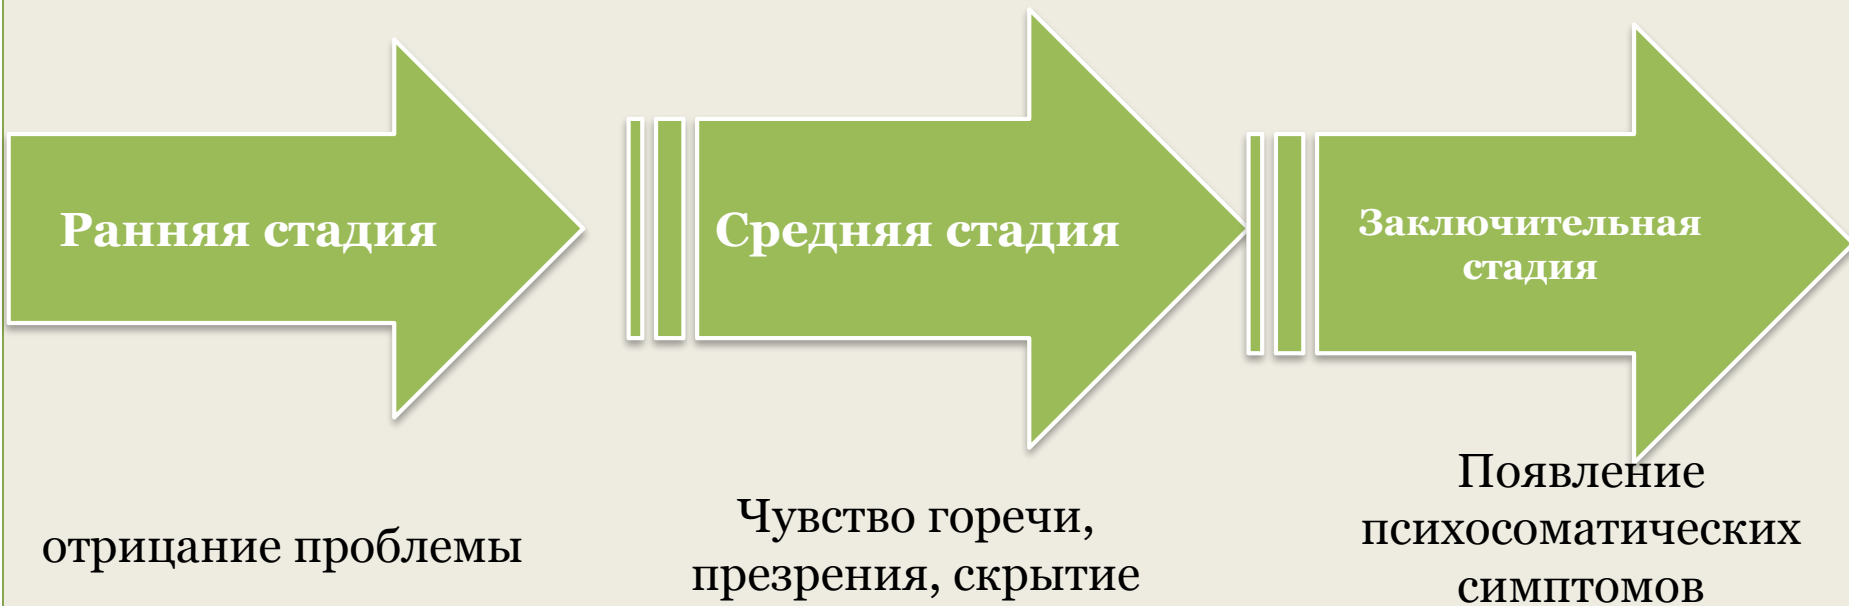 Ранняя стадия
Средняя стадия
Заключительная
стадия
отрицание проблемы
Чувство горечи,
презрения, скрытие
Появление
психосоматических
симптомов